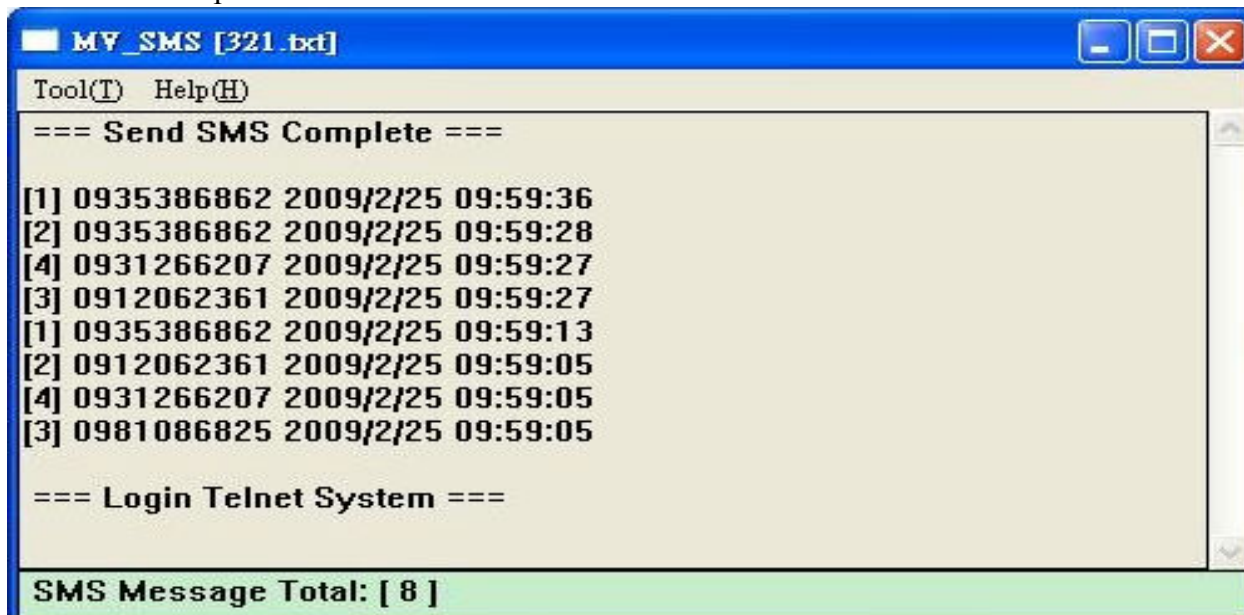 MV_SMS [321.txt]
Tool(T) Help(H)
=== Send SMS Complete ===
[1] 0935386862 2009/2/25 09:59:36
[2] 0935386862 2009/2/25 09:59:28
[4] 0931266207 2009/2/25 09:59:27
[3] 0912062361 2009/2/25 09:59:27
[1] 0935386862 2009/2/25 09:59:13
[2] 0912062361 2009/2/25 09:59:05
[4] 0931266207 2009/2/25 09:59:05
[3] 0981086825 2009/2/25 09:59:05
=== Login Telnet System ===
SMS Message Total: [ 8 ]